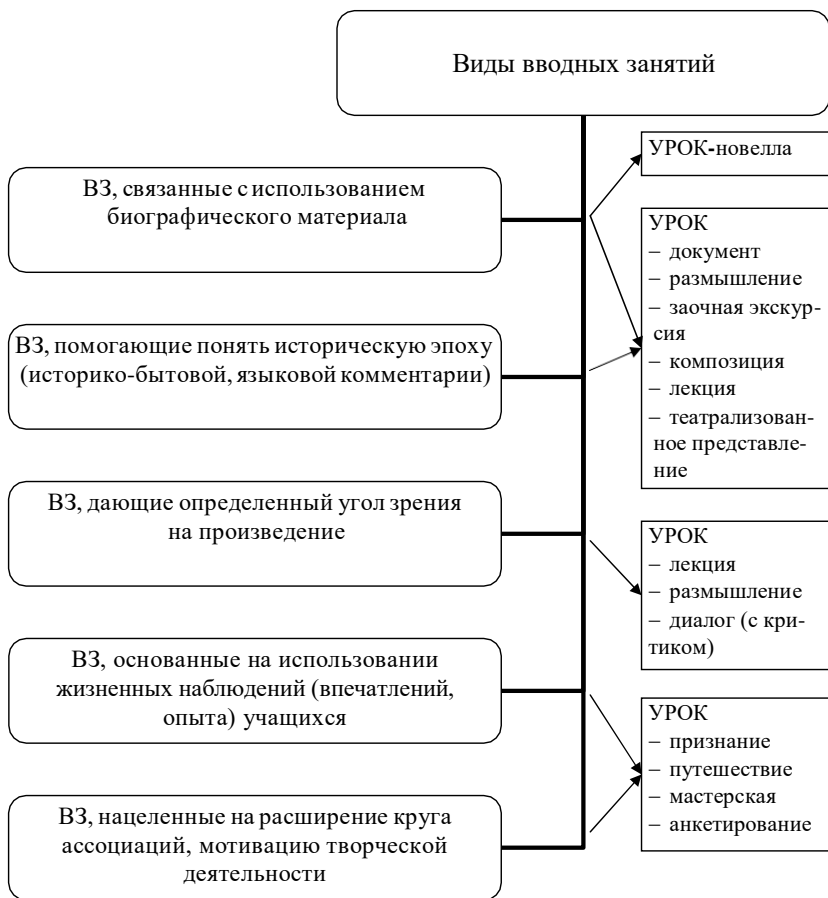 Виды вводных занятий
УРОК-новелла
ВЗ, связанные с использованием
биографического материала
УРОК
– документ
– размышление
– заочная экскур-
сия
– композиция
– лекция
– театрализован-
ное представле-
ние
ВЗ, помогающие понять историческую эпоху
(историко-бытовой, языковой комментарии)
ВЗ, дающие определенный угол зрения
на произведение
УРОК
– лекция
– размышление
– диалог (с кри-
тиком)
ВЗ, основанные на использовании
жизненных наблюдений (впечатлений,
опыта) учащихся
УРОК
– признание
– путешествие
– мастерская
– анкетирование
ВЗ, нацеленные на расширение круга
ассоциаций, мотивацию творческой
деятельности